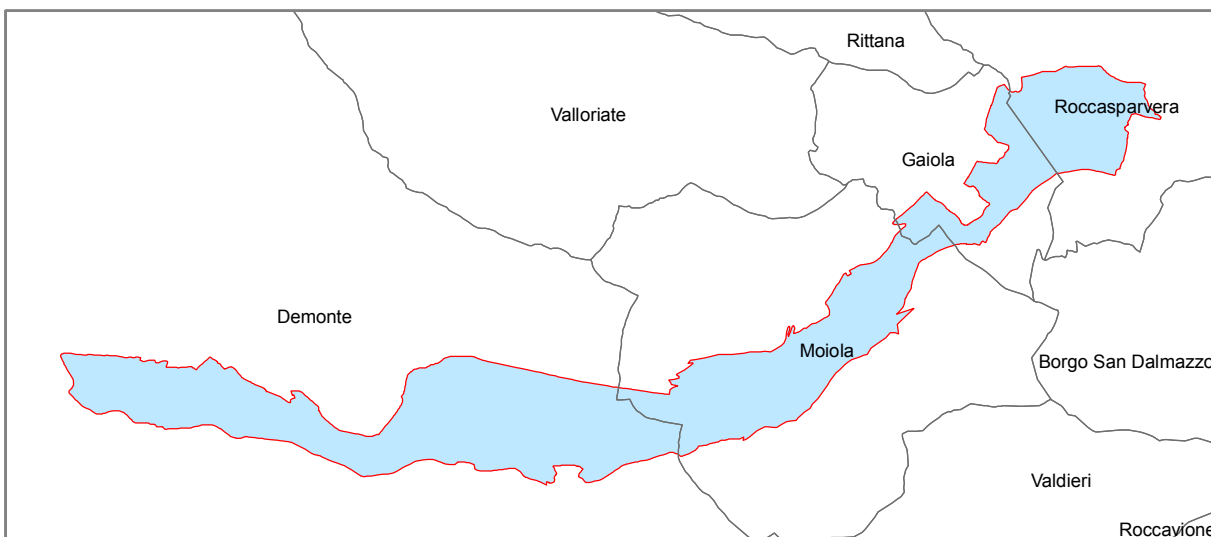 Rittana
Valloriate
Roccasparvera
Gaiola
Demonte
Moiola
Borgo San Dalmazzo
Valdieri
Roccavione